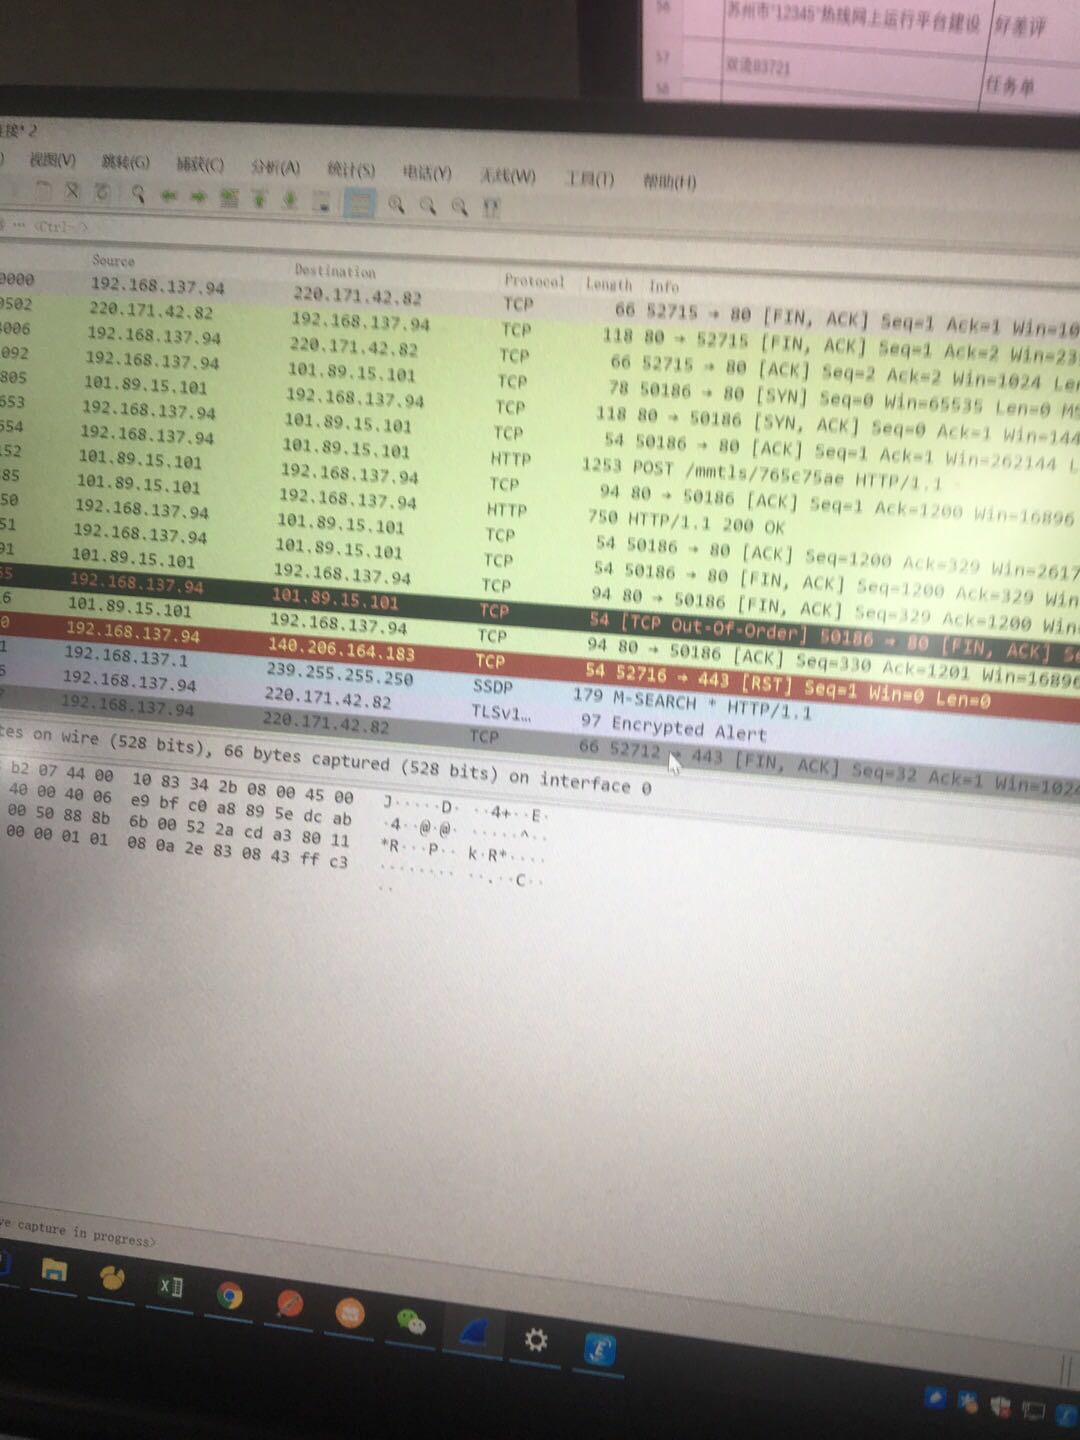 苏州市"12345"热线网上运行平台建设 好差评
57 双流83721 任务单
58
连接* 2
视图(V) 跳转(G) 捕获(C) 分析(A) 统计(S) 电话(Y) 无线(W) 工具(T) 帮助(H)
… <Ctrl-/>
Source Destination Protocol Length Info
0000 192.168.137.94 220.171.42.82 TCP 66 52715 → 80 [FIN, ACK] Seq=1 Ack=1 Win=10
0502 220.171.42.82 192.168.137.94 TCP 118 80 → 52715 [FIN, ACK] Seq=1 Ack=2 Win=23
006 192.168.137.94 220.171.42.82 TCP 66 52715 → 80 [ACK] Seq=2 Ack=2 Win=1024 Len
092 192.168.137.94 101.89.15.101 TCP 78 50186 → 80 [SYN] Seq=0 Win=65535 Len=0 MS
805 101.89.15.101 192.168.137.94 TCP 118 80 → 50186 [SYN, ACK] Seq=0 Ack=1 Win=144
653 192.168.137.94 101.89.15.101 TCP 54 50186 → 80 [ACK] Seq=1 Ack=1 Win=262144 L
554 192.168.137.94 101.89.15.101 HTTP 1253 POST /mmtls/765c75ae HTTP/1.1
152 101.89.15.101 192.168.137.94 TCP 94 80 → 50186 [ACK] Seq=1 Ack=1200 Win=16896
85 101.89.15.101 192.168.137.94 HTTP 750 HTTP/1.1 200 OK
50 192.168.137.94 101.89.15.101 TCP 54 50186 → 80 [ACK] Seq=1200 Ack=329 Win=2617
51 192.168.137.94 101.89.15.101 TCP 54 50186 → 80 [FIN, ACK] Seq=1200 Ack=329 Win
91 101.89.15.101 192.168.137.94 TCP 94 80 → 50186 [FIN, ACK] Seq=329 Ack=1200 Win
55 192.168.137.94 101.89.15.101 TCP 54 [TCP Out-Of-Order] 50186 → 80 [FIN, ACK] Se
6 101.89.15.101 192.168.137.94 TCP 94 80 → 50186 [ACK] Seq=330 Ack=1201 Win=16896
0 192.168.137.94 140.206.164.183 TCP 54 52716 → 443 [RST] Seq=1 Win=0 Len=0
1 192.168.137.1 239.255.255.250 SSDP 179 M-SEARCH * HTTP/1.1
192.168.137.94 220.171.42.82 TLSv1… 97 Encrypted Alert
192.168.137.94 220.171.42.82 TCP 66 52712 → 443 [FIN, ACK] Seq=32 Ack=1 Win=1024
tes on wire (528 bits), 66 bytes captured (528 bits) on interface 0
b2 07 44 00 10 83 34 2b 08 00 45 00 J·····D· ··4+··E·
40 00 40 06 e9 bf c0 a8 89 5e dc ab ·4··@·@· ·····^··
00 50 88 8b 6b 00 52 2a cd a3 80 11 *R···P·· k·R*····
00 00 01 01 08 0a 2e 83 08 43 ff c3 ········ ··.··C··
··
ve capture in progress>